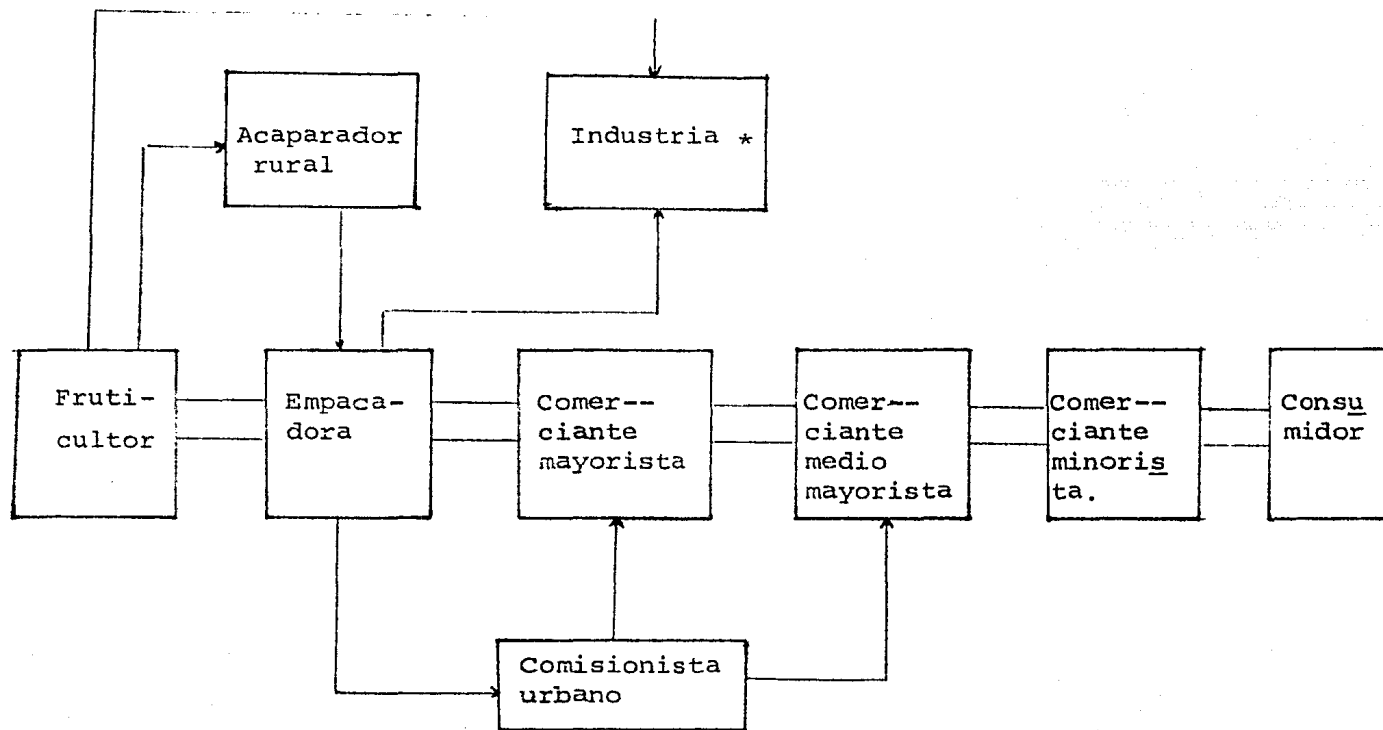 Acaparador
rural
Industria *
Fruti-
cultor
Empaca-
dora
Comer--
ciante
mayorista
Comer--
ciante
medio
mayorista
Comer--
ciante
minoris
ta.
Consu
midor
Comisionista
urbano